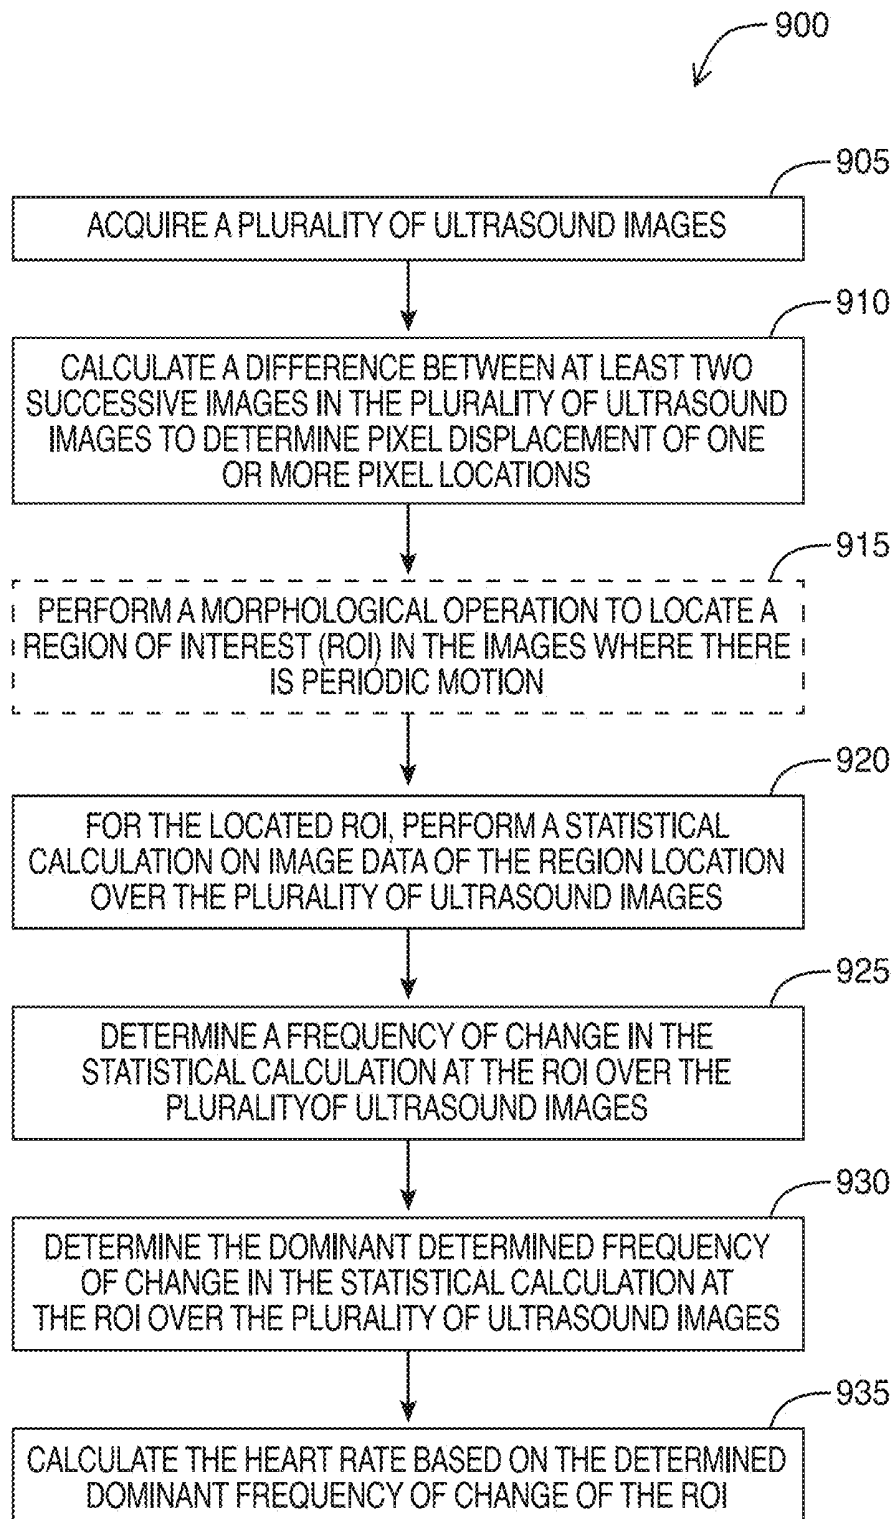 900
905
ACQUIRE A PLURALITY OF ULTRASOUND IMAGES
910
CALCULATE A DIFFERENCE BETWEEN AT LEAST TWO
SUCCESSIVE IMAGES IN THE PLURALITY OF ULTRASOUND
IMAGES TO DETERMINE PIXEL DISPLACEMENT OF ONE
OR MORE PIXEL LOCATIONS
915
PERFORM A MORPHOLOGICAL OPERATION TO LOCATE A
REGION OF INTEREST (ROI) IN THE IMAGES WHERE THERE
IS PERIODIC MOTION
920
FOR THE LOCATED ROI, PERFORM A STATISTICAL
CALCULATION ON IMAGE DATA OF THE REGION LOCATION
OVER THE PLURALITY OF ULTRASOUND IMAGES
925
DETERMINE A FREQUENCY OF CHANGE IN THE
STATISTICAL CALCULATION AT THE ROI OVER THE
PLURALITYOF ULTRASOUND IMAGES
930
DETERMINE THE DOMINANT DETERMINED FREQUENCY
OF CHANGE IN THE STATISTICAL CALCULATION AT
THE ROI OVER THE PLURALITY OF ULTRASOUND IMAGES
935
CALCULATE THE HEART RATE BASED ON THE DETERMINED
DOMINANT FREQUENCY OF CHANGE OF THE ROI